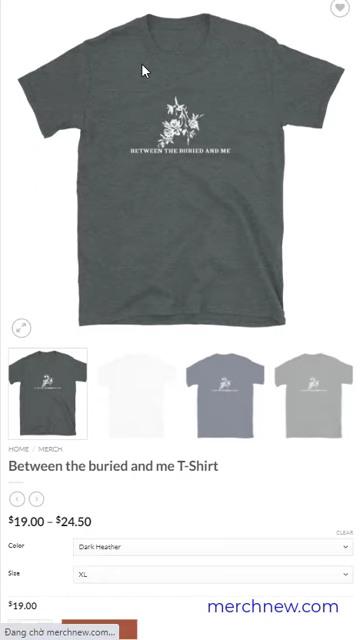 BETWEEN THE BURIED AND ME
HOME / MERCH
Between the buried and me T-Shirt
$19.00 – $24.50
CLEAR
Color
Dark Heather
Size
XL
$19.00
merchnew.com
Đang chờ merchnew.com...